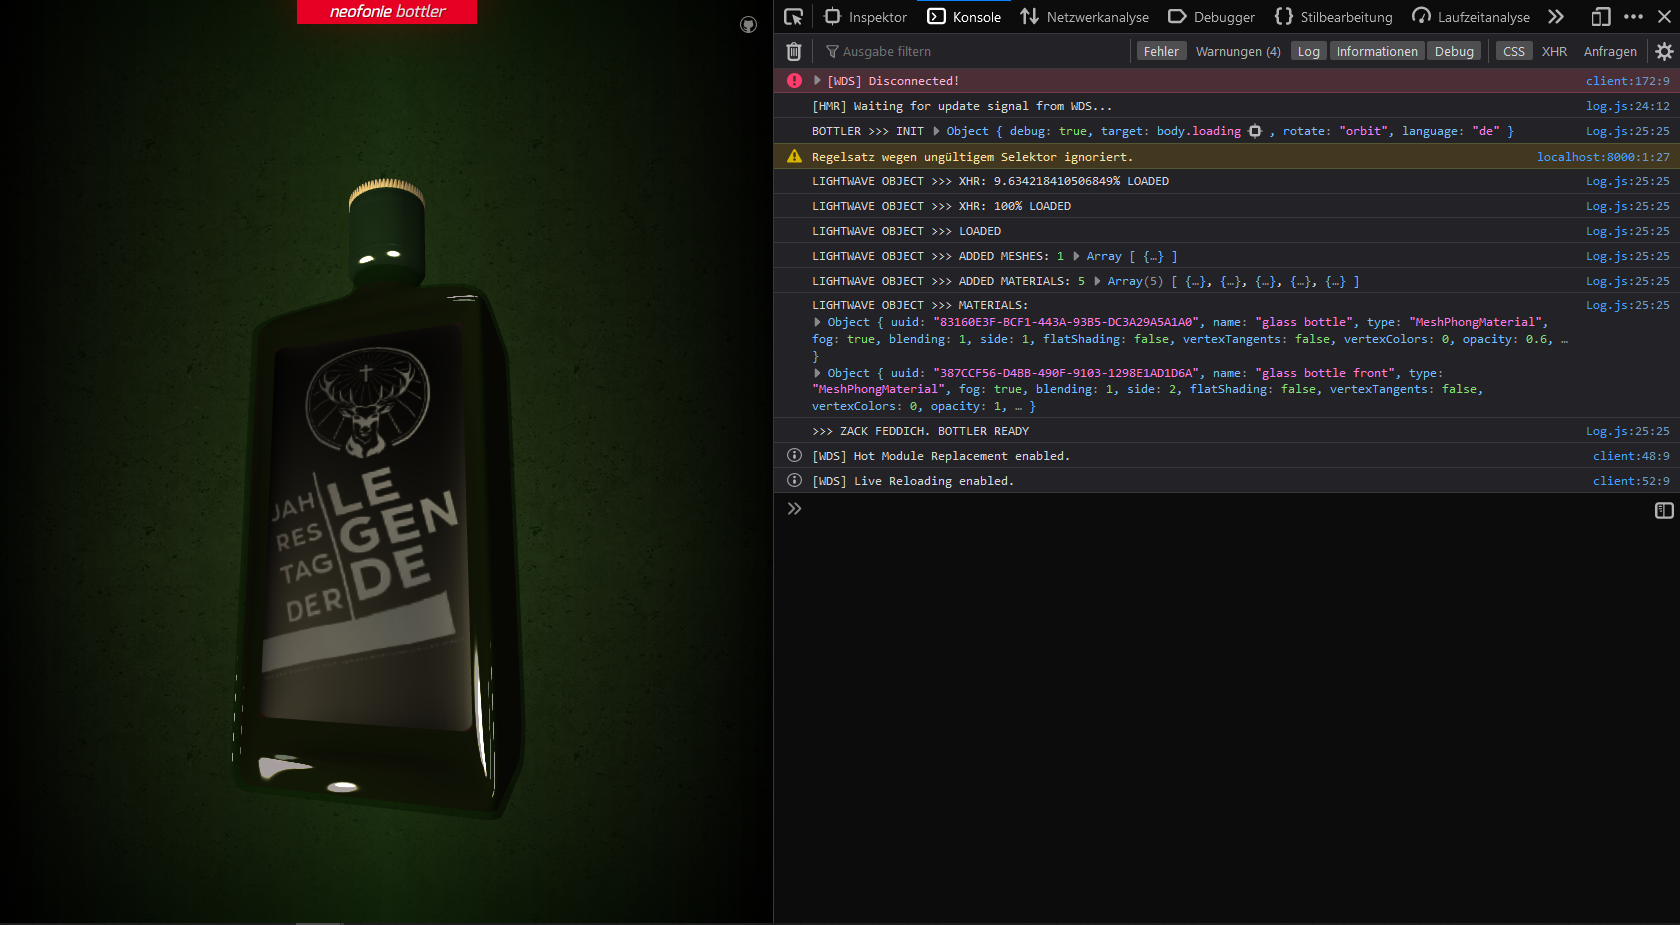 neofonie bottler
JAH
RES
TAG
DER
LE
GEN
DE
Inspektor Konsole Netzwerkanalyse Debugger Stilbearbeitung Laufzeitanalyse
Ausgabe filtern Fehler Warnungen (4) Log Informationen Debug CSS XHR Anfragen
[WDS] Disconnected! client:172:9
[HMR] Waiting for update signal from WDS... log.js:24:12
BOTTLER >>> INIT Object { debug: true, target: body.loading , rotate: "orbit", language: "de" } Log.js:25:25
Regelsatz wegen ungültigem Selektor ignoriert. localhost:8000:1:27
LIGHTWAVE OBJECT >>> XHR: 9.634218410506849% LOADED Log.js:25:25
LIGHTWAVE OBJECT >>> XHR: 100% LOADED Log.js:25:25
LIGHTWAVE OBJECT >>> LOADED Log.js:25:25
LIGHTWAVE OBJECT >>> ADDED MESHES: 1 Array [ {…} ] Log.js:25:25
LIGHTWAVE OBJECT >>> ADDED MATERIALS: 5 Array(5) [ {…}, {…}, {…}, {…}, {…} ] Log.js:25:25
LIGHTWAVE OBJECT >>> MATERIALS: Log.js:25:25
Object { uuid: "83160E3F-BCF1-443A-93B5-DC3A29A5A1A0", name: "glass bottle", type: "MeshPhongMaterial",
fog: true, blending: 1, side: 1, flatShading: false, vertexTangents: false, vertexColors: 0, opacity: 0.6, …
}
Object { uuid: "387CCF56-D4BB-490F-9103-1298E1AD1D6A", name: "glass bottle front", type:
"MeshPhongMaterial", fog: true, blending: 1, side: 2, flatShading: false, vertexTangents: false,
vertexColors: 0, opacity: 1, … }
>>> ZACK FEDDICH. BOTTLER READY Log.js:25:25
[WDS] Hot Module Replacement enabled. client:48:9
[WDS] Live Reloading enabled. client:52:9